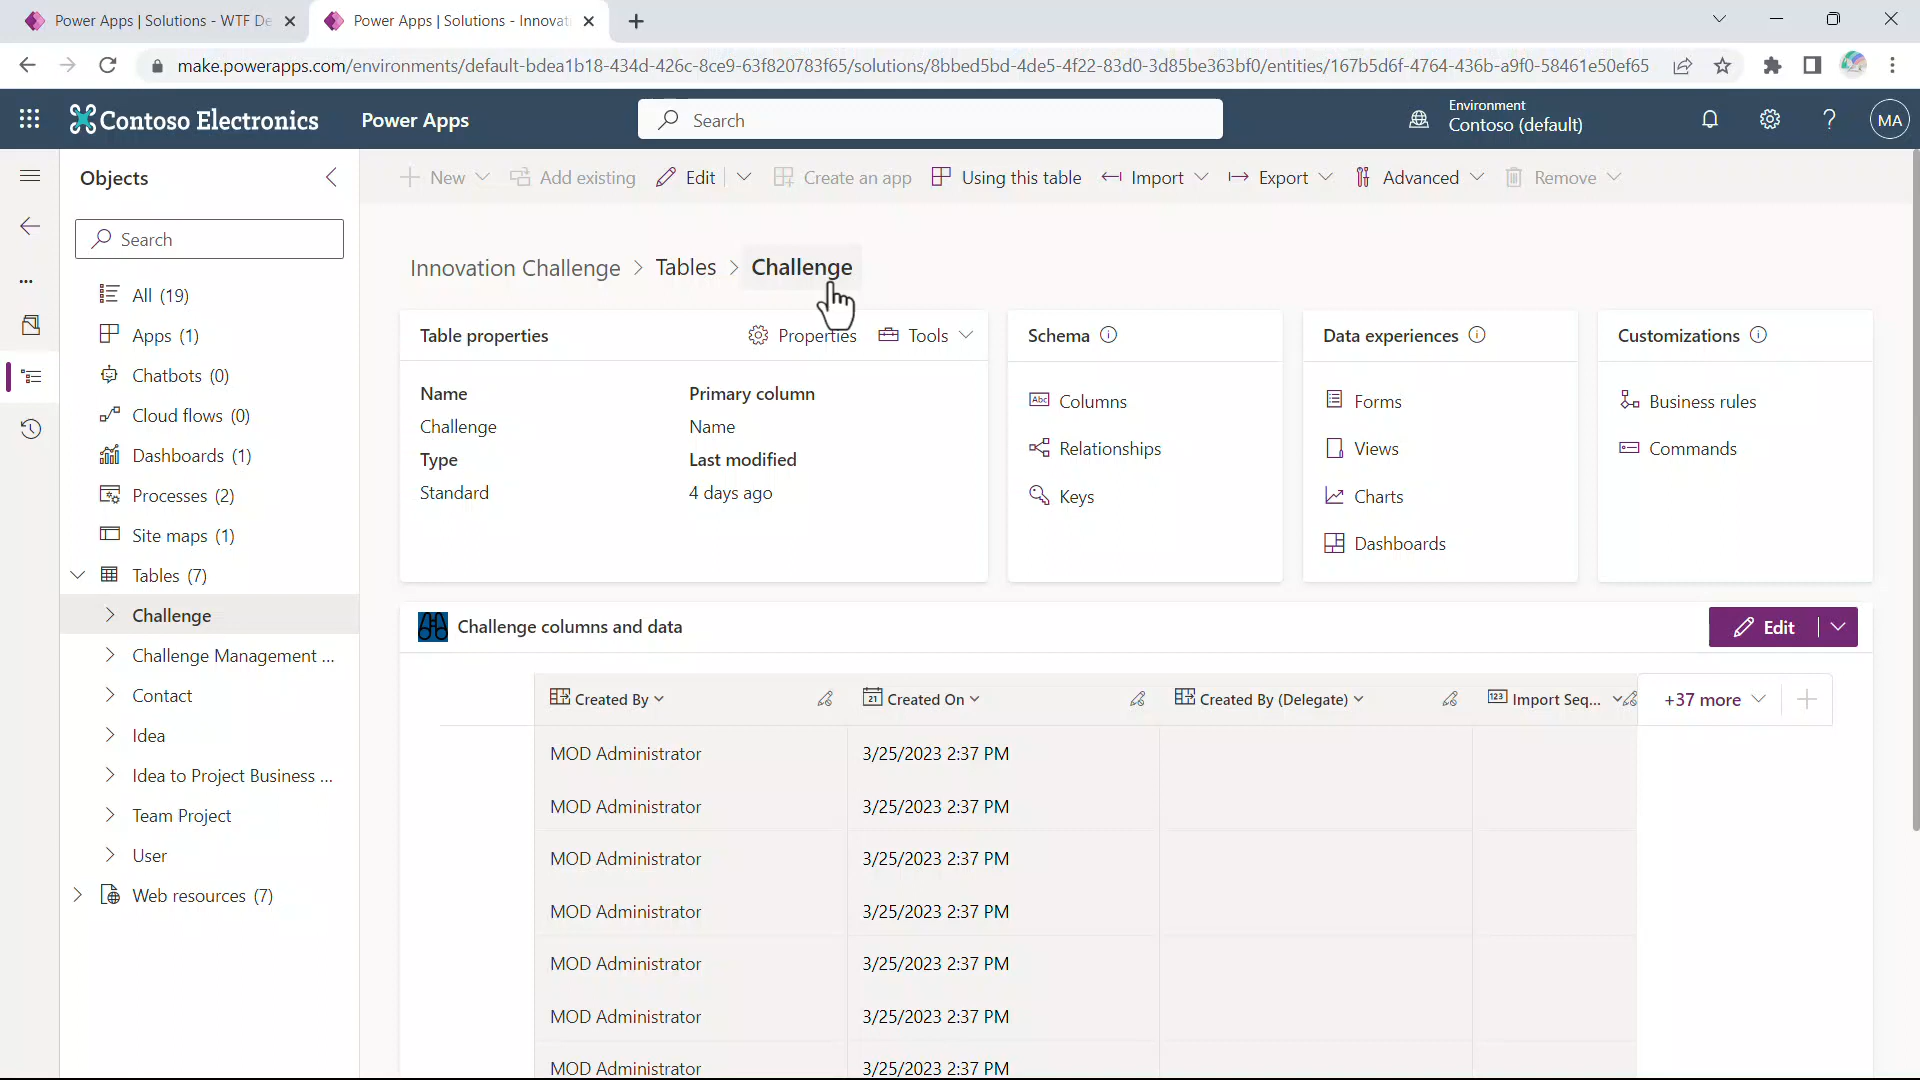 Power Apps | Solutions - WTF De
Power Apps | Solutions - Innovat
make.powerapps.com/environments/default-bdea1b18-434d-426c-8ce9-63f820783f65/solutions/8bbed5bd-4de5-4f22-83d0-3d85be363bf0/entities/167b5d6f-4764-436b-a9f0-58461e50ef65
Contoso Electronics
Power Apps
Search
Environment
Contoso (default)
?
MA
Objects
New
Add existing
Edit
Create an app
Using this table
Import
Export
Advanced
Remove
Search
All (19)
Apps (1)
Chatbots (0)
Cloud flows (0)
Dashboards (1)
Processes (2)
Site maps (1)
Tables (7)
Challenge
Challenge Management ...
Contact
Idea
Idea to Project Business ...
Team Project
User
Web resources (7)
Innovation Challenge > Tables > Challenge
Table properties
Properties
Tools
Name
Primary column
Challenge
Name
Type
Last modified
Standard
4 days ago
Schema
Columns
Relationships
Keys
Data experiences
Forms
Views
Charts
Dashboards
Customizations
Business rules
Commands
Challenge columns and data
Edit
Created By
Created On
Created By (Delegate)
Import Seq...
+37 more
MOD Administrator 3/25/2023 2:37 PM
MOD Administrator 3/25/2023 2:37 PM
MOD Administrator 3/25/2023 2:37 PM
MOD Administrator 3/25/2023 2:37 PM
MOD Administrator 3/25/2023 2:37 PM
MOD Administrator 3/25/2023 2:37 PM
MOD Administrator 3/25/2023 2:37 PM